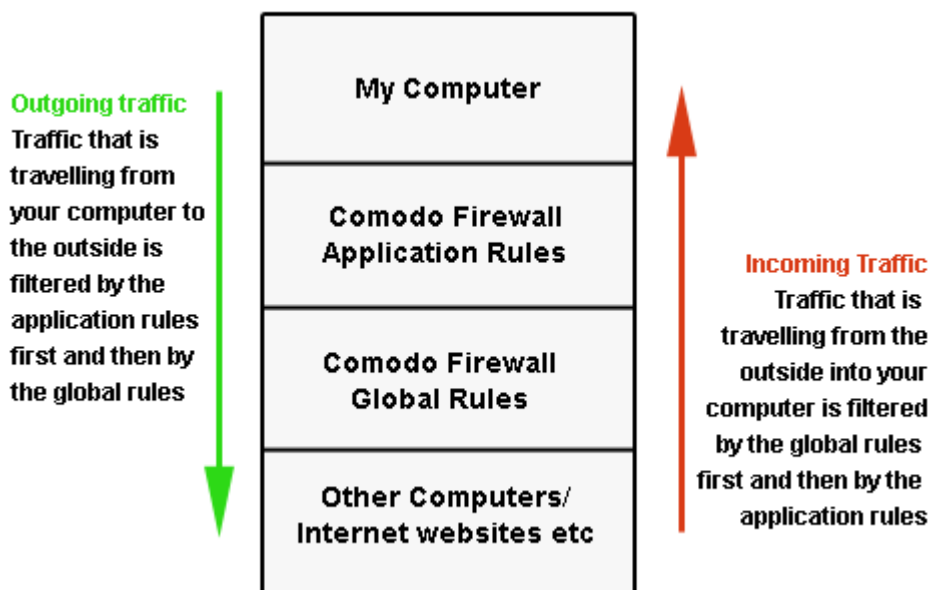 Outgoing traffic
Traffic that is
travelling from
your computer to
the outside is
filtered by the
application rules
first and then by
the global rules
My Computer
Comodo Firewall
Application Rules
Comodo Firewall
Global Rules
Other Computers/
Internet websites etc
Incoming Traffic
Traffic that is
travelling from the
outside into your
computer is filtered
by the global rules
first and then by the
application rules